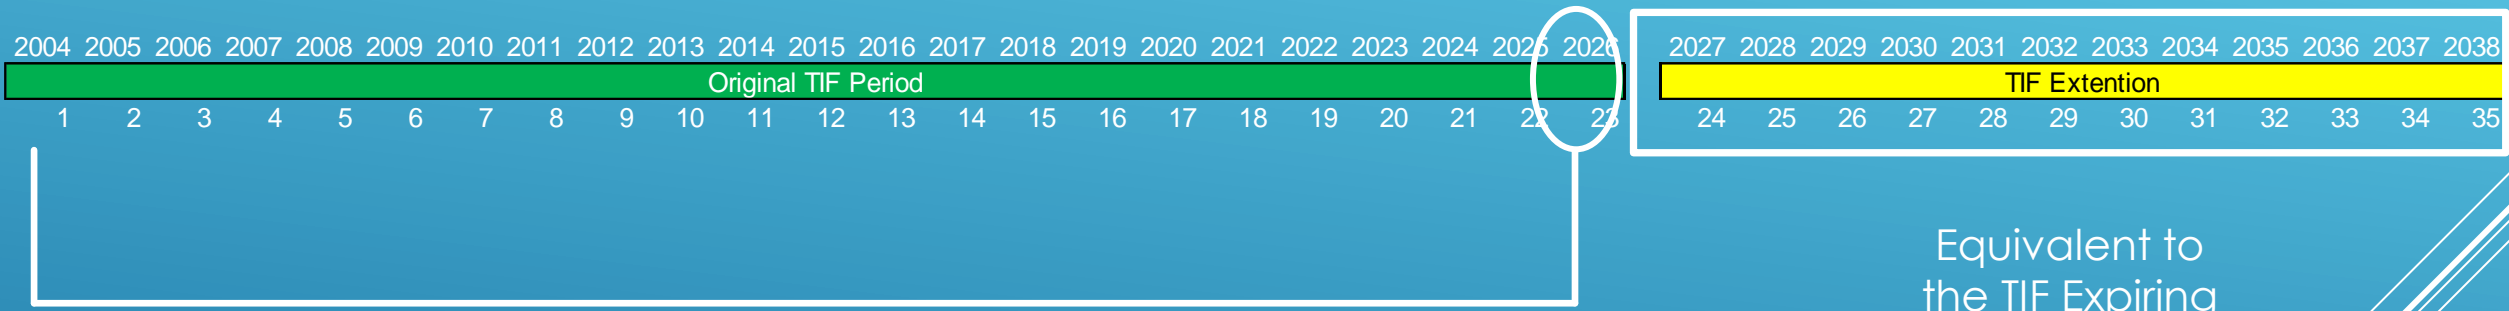 2004 2005 2006 2007 2008 2009 2010 2011 2012 2013 2014 2015 2016 2017 2018 2019 2020 2021 2022 2023 2024 2025 2026 2027 2028 2029 2030 2031 2032 2033 2034 2035 2036 2037 2038
Original TIF Period TIF Extention
1 2 3 4 5 6 7 8 9 10 11 12 13 14 15 16 17 18 19 20 21 22 23 24 25 26 27 28 29 30 31 32 33 34 35
Equivalent to
the TIF Expiring